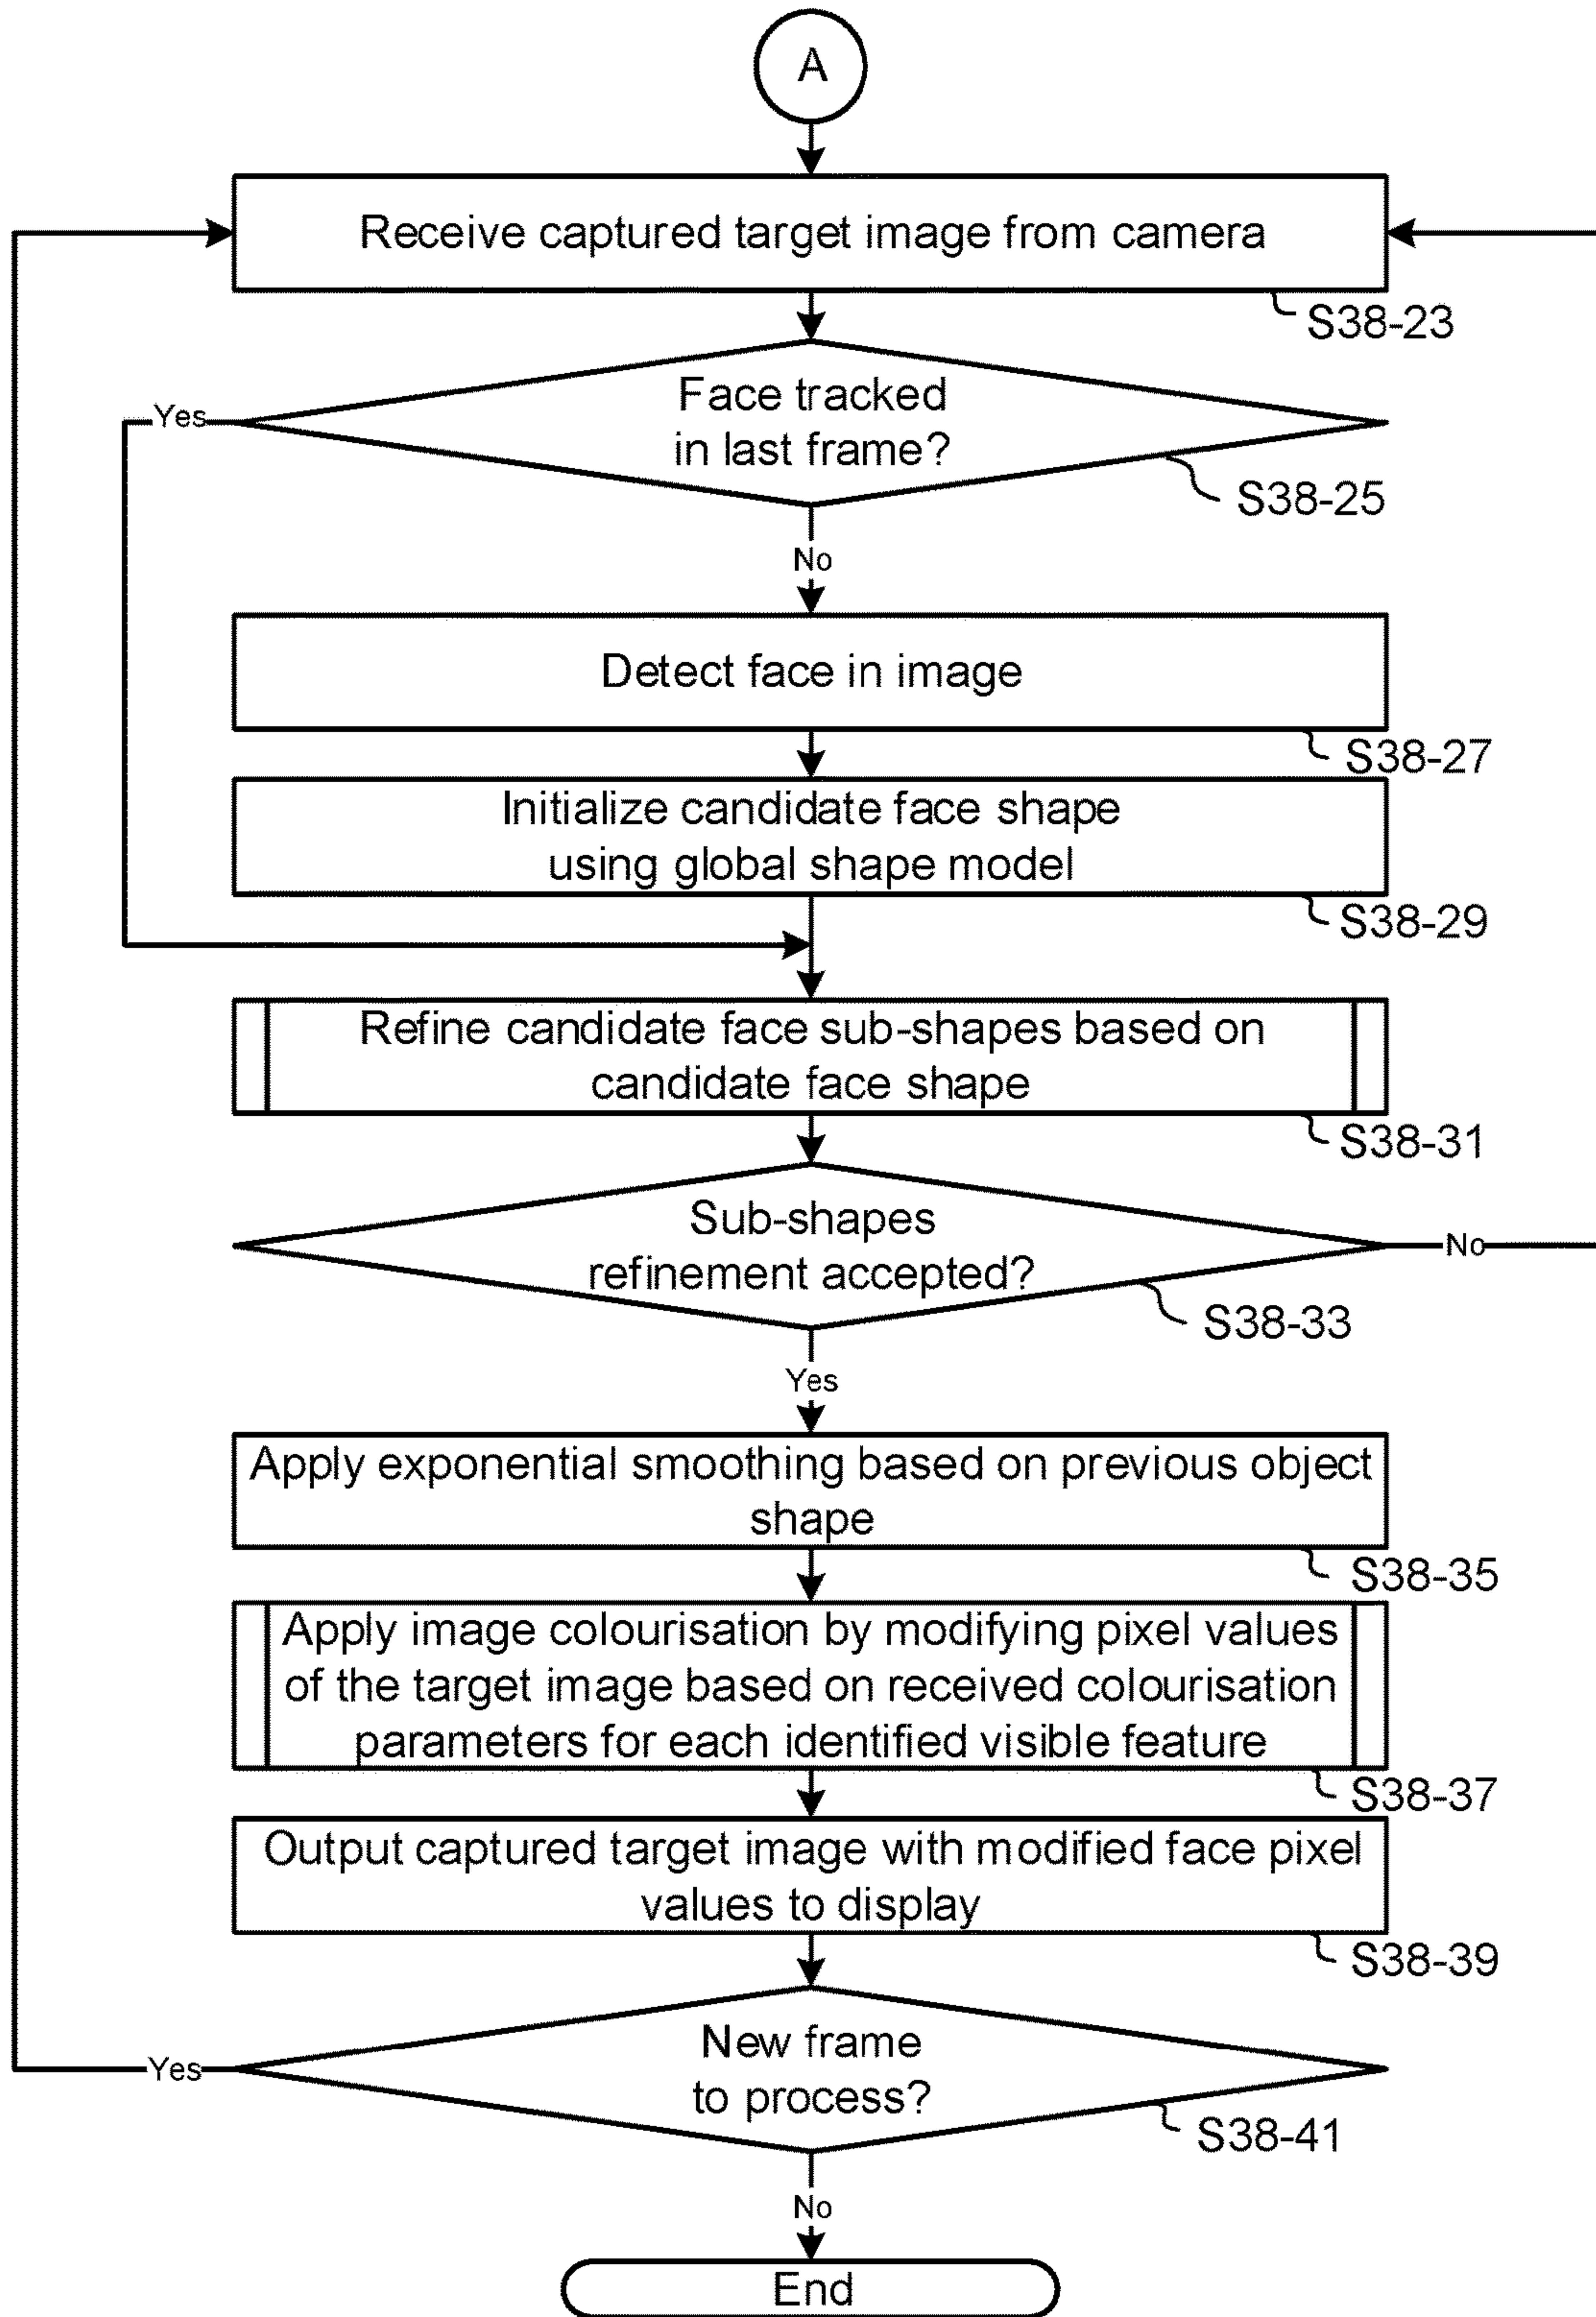 A
Receive captured target image from camera
S38-23
Face tracked
in last frame?
Yes
S38-25
No
Detect face in image
S38-27
Initialize candidate face shape
using global shape model
S38-29
Refine candidate face sub-shapes based on
candidate face shape
S38-31
Sub-shapes
refinement accepted?
No
S38-33
Yes
Apply exponential smoothing based on previous object
shape
S38-35
Apply image colourisation by modifying pixel values
of the target image based on received colourisation
parameters for each identified visible feature
S38-37
Output captured target image with modified face pixel
values to display
S38-39
New frame
to process?
Yes
S38-41
No
End